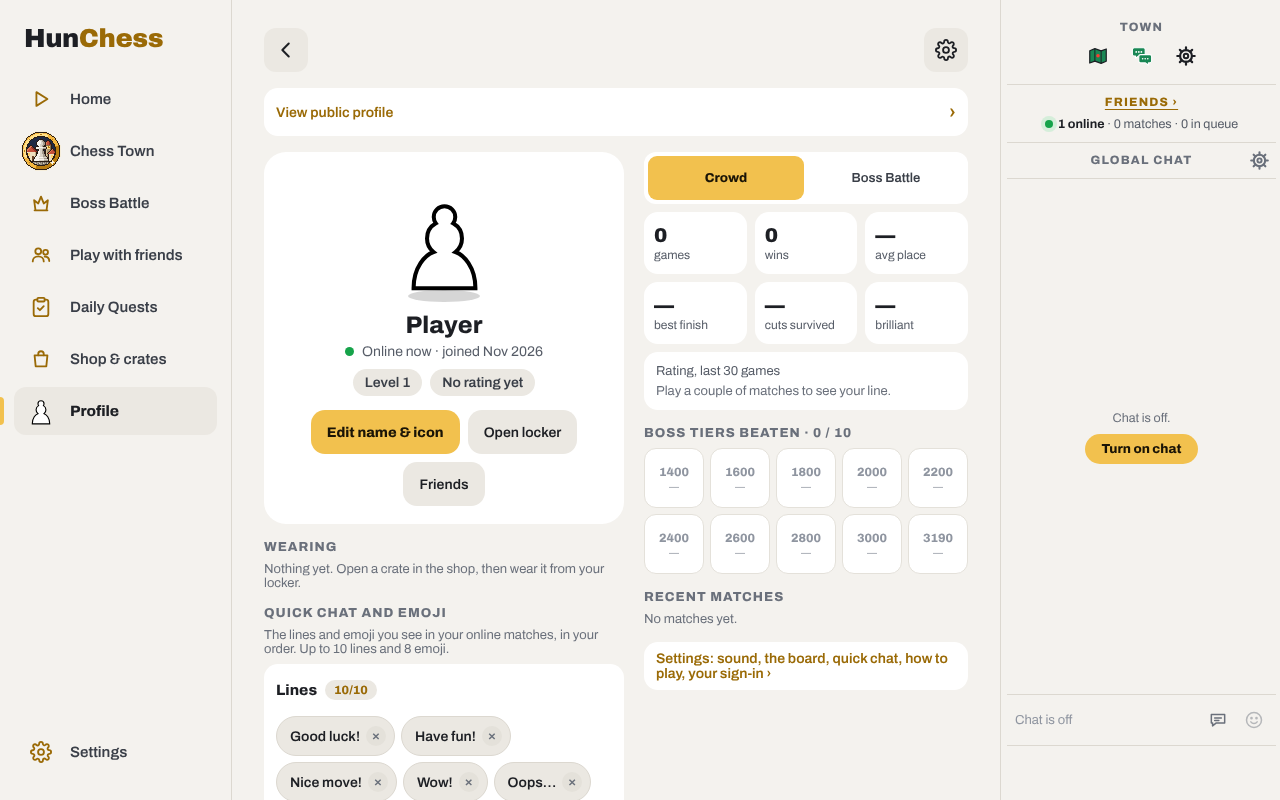 HunChess
Home
Chess Town
Boss Battle
Play with friends
Daily Quests
Shop & crates
Profile
Settings
View public profile ›
Player
Online now · joined Nov 2026
Level 1
No rating yet
Edit name & icon
Open locker
Friends
WEARING
Nothing yet. Open a crate in the shop, then wear it from your
locker.
QUICK CHAT AND EMOJI
The lines and emoji you see in your online matches, in your
order. Up to 10 lines and 8 emoji.
Lines 10/10
Good luck! ×
Have fun! ×
Nice move! ×
Wow! ×
Oops… ×
Crowd
Boss Battle
0
games
0
wins
—
avg place
—
best finish
—
cuts survived
—
brilliant
Rating, last 30 games
Play a couple of matches to see your line.
BOSS TIERS BEATEN · 0 / 10
1400
—
1600
—
1800
—
2000
—
2200
—
2400
—
2600
—
2800
—
3000
—
3190
—
RECENT MATCHES
No matches yet.
Settings: sound, the board, quick chat, how to
play, your sign-in ›
TOWN
FRIENDS ›
1 online · 0 matches · 0 in queue
GLOBAL CHAT
Chat is off.
Turn on chat
Chat is off